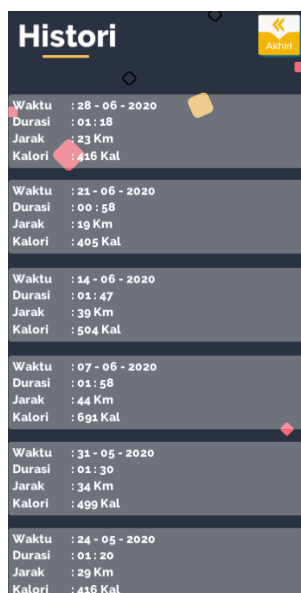 Histori
Akhiri
Waktu : 28 - 06 - 2020
Durasi : 01 : 18
Jarak : 23 Km
Kalori : 416 Kal
Waktu : 21 - 06 - 2020
Durasi : 00 : 58
Jarak : 19 Km
Kalori : 405 Kal
Waktu : 14 - 06 - 2020
Durasi : 01 : 47
Jarak : 39 Km
Kalori : 504 Kal
Waktu : 07 - 06 - 2020
Durasi : 01 : 58
Jarak : 44 Km
Kalori : 691 Kal
Waktu : 31 - 05 - 2020
Durasi : 01 : 30
Jarak : 34 Km
Kalori : 499 Kal
Waktu : 24 - 05 - 2020
Durasi : 01 : 20
Jarak : 29 Km
Kalori : 416 Kal